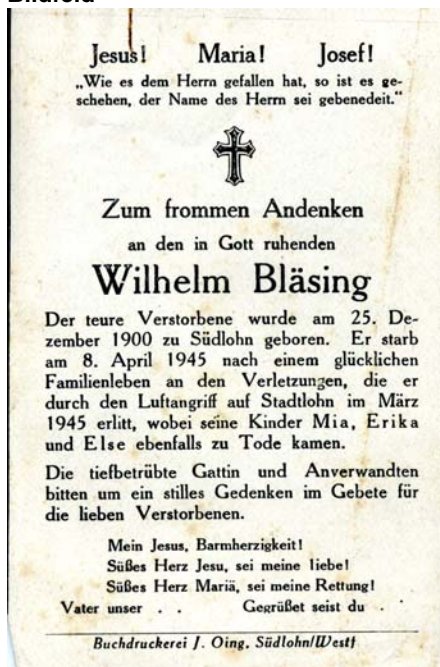 Jesus! Maria! Josef!
„Wie es dem Herrn gefallen hat, so ist es ge-
schehen, der Name des Herrn sei gebenedeit.“
Zum frommen Andenken
an den in Gott ruhenden
Wilhelm Bläsing
Der teure Verstorbene wurde am 25. De-
zember 1900 zu Südlohn geboren. Er starb
am 8. April 1945 nach einem glücklichen
Familienleben an den Verletzungen, die er
durch den Luftangriff auf Stadtlohn im März
1945 erlitt, wobei seine Kinder Mia, Erika
und Else ebenfalls zu Tode kamen.
Die tiefbetrübte Gattin und Anverwandten
bitten um ein stilles Gedenken im Gebete für
die lieben Verstorbenen.
Mein Jesus, Barmherzigkeit!
Süßes Herz Jesu, sei meine Liebe!
Süßes Herz Mariä, sei meine Rettung!
Vater unser . . Gegrüßet seist du . .
Buchdruckerei J. Oing, Südlohn/Westf